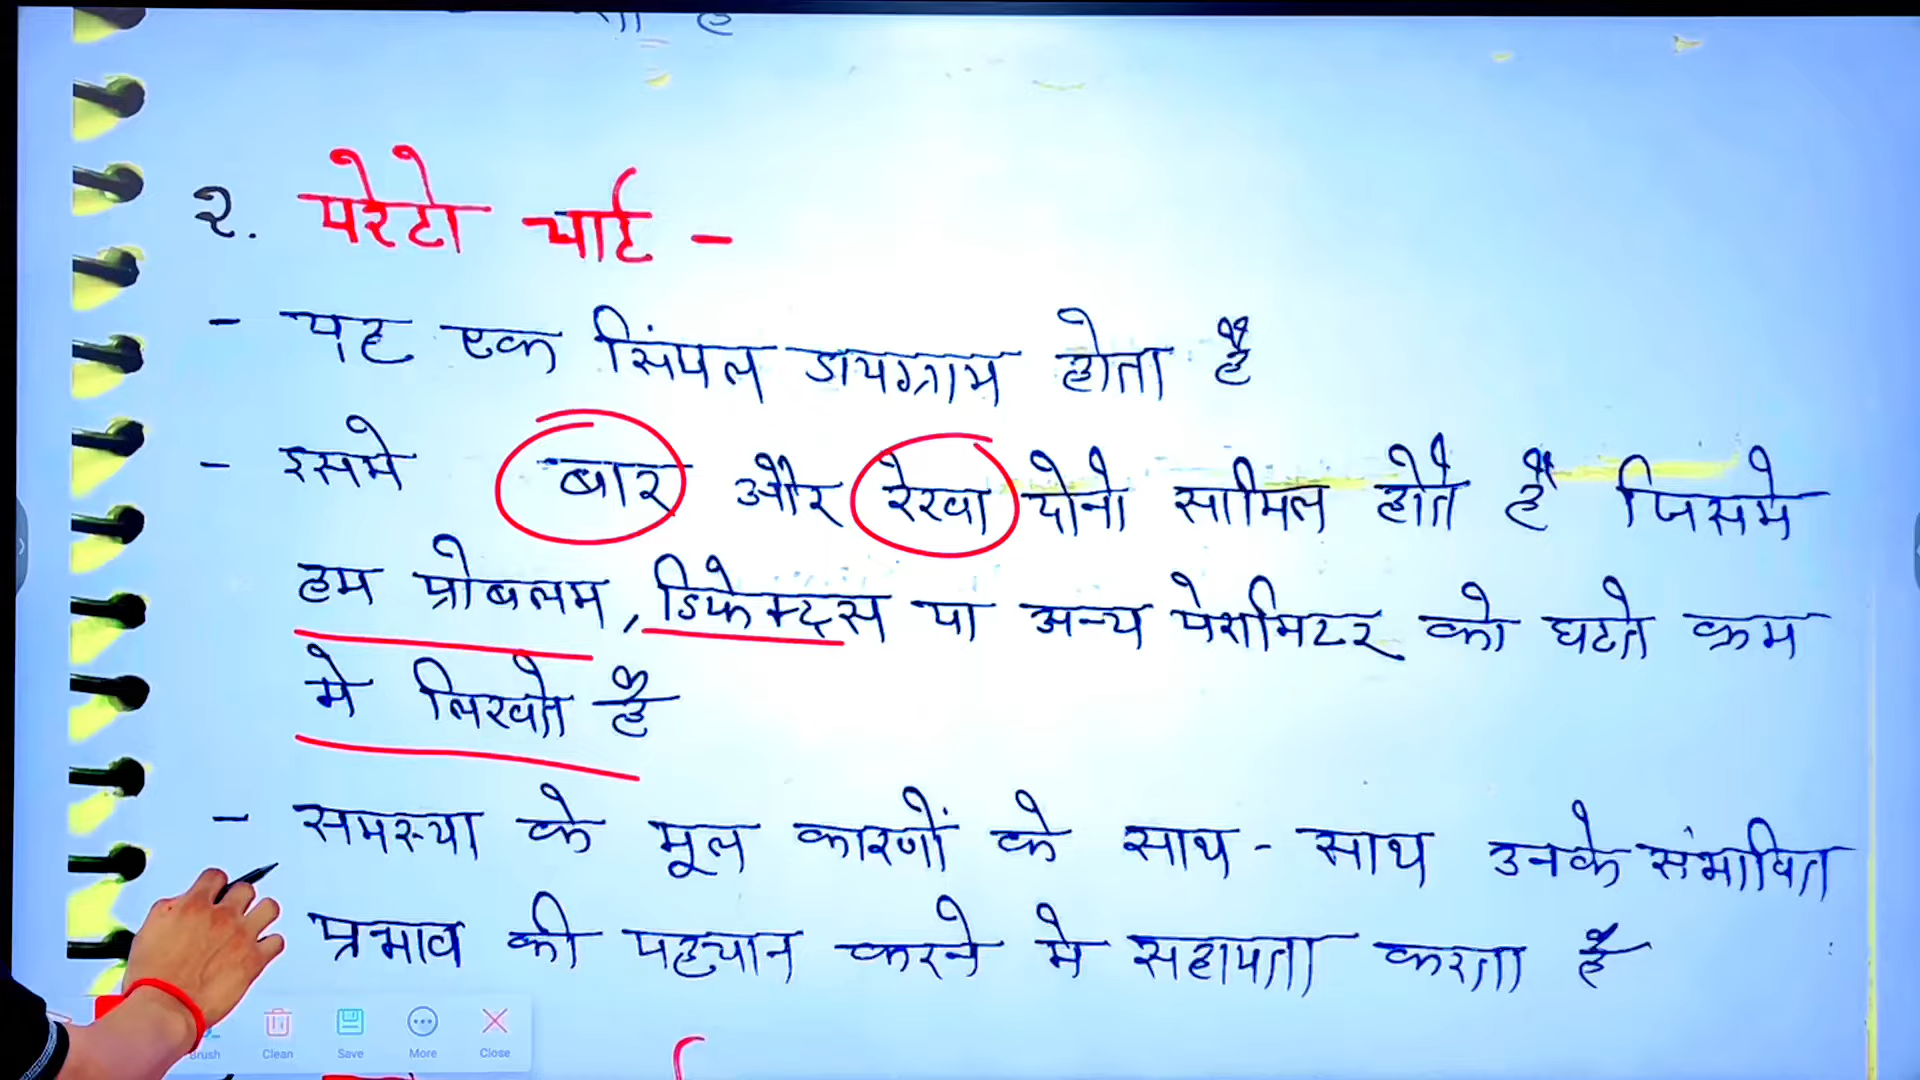 २. परेटो चार्ट -
- यह एक सिंपल डायग्राम होता है
- इसमे बार और रेखा दोनो सामिल होते है जिसमे
हम प्रोबलम, डिफेक्ट्स या अन्य पेरामिटर को घटते क्रम
मे लिखते है
- समस्या के मूल कारणों के साथ - साथ उनके संभावित
प्रभाव की पहचान करने मे सहायता करता है
Brush Clean Save More Close